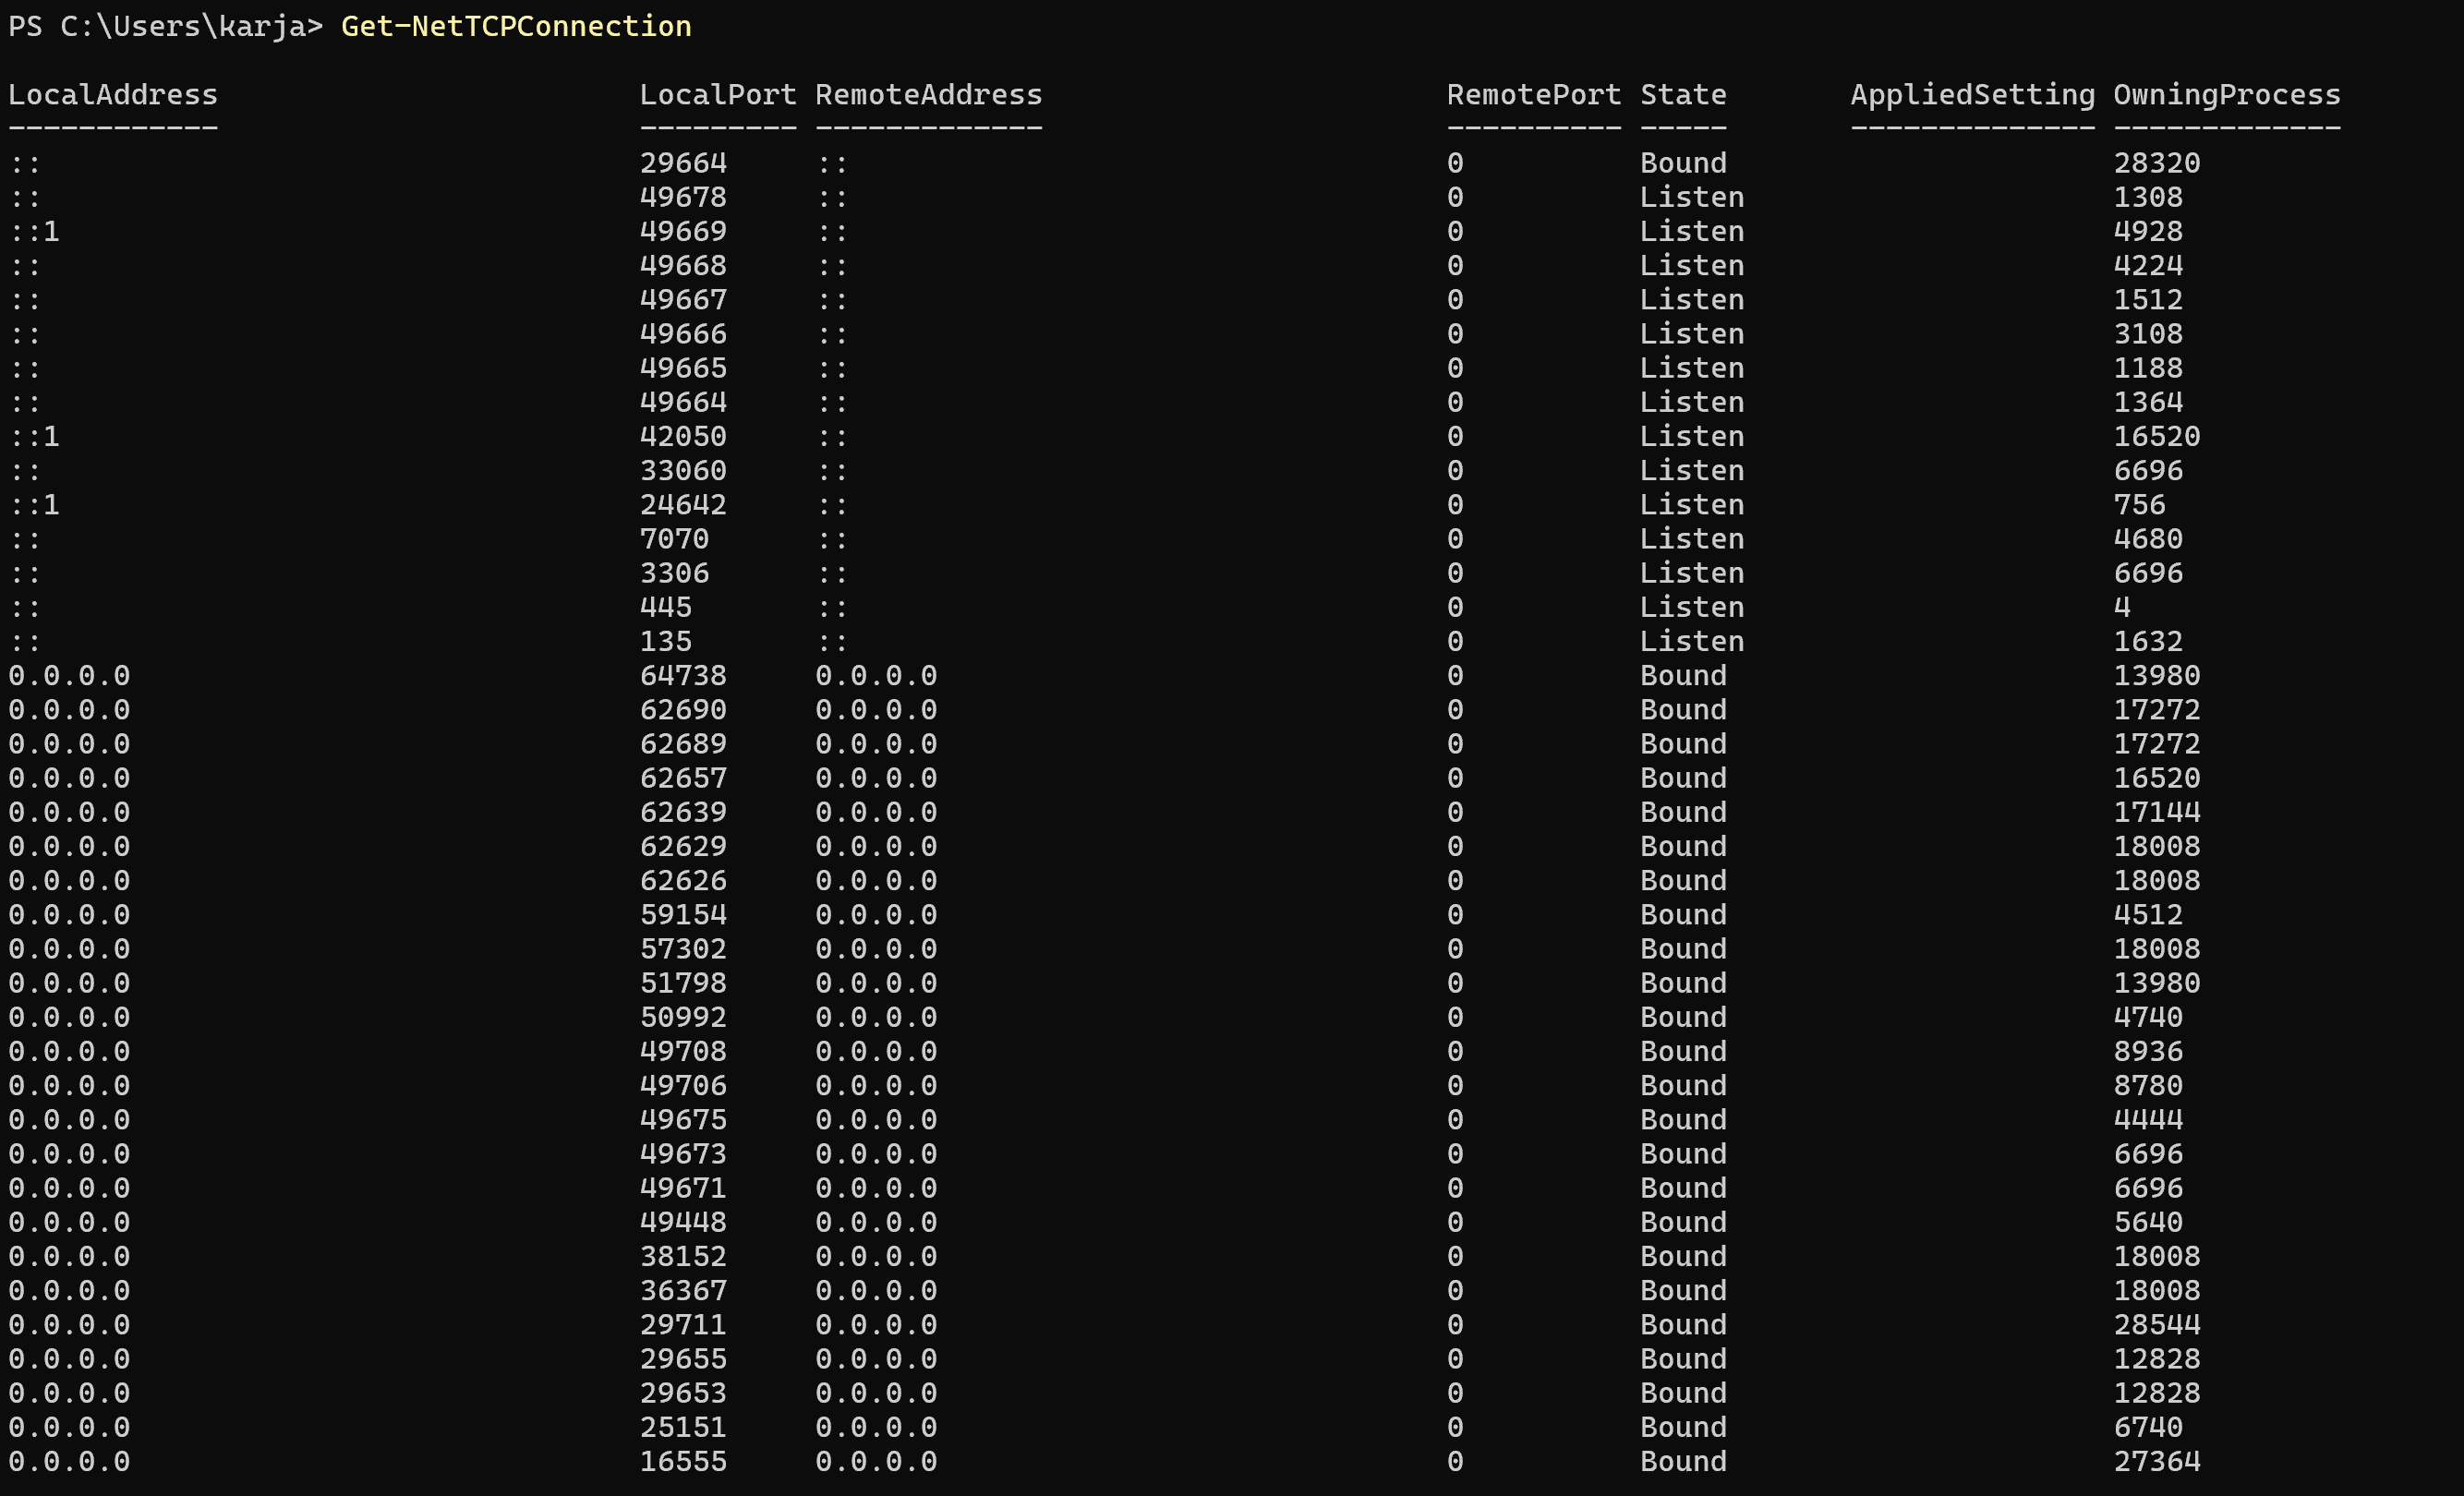 PS C:\Users\karja> Get-NetTCPConnection
LocalAddress LocalPort RemoteAddress RemotePort State AppliedSetting OwningProcess
------------ --------- ------------- ---------- ----- -------------- -------------
:: 29664 :: 0 Bound 28320
:: 49678 :: 0 Listen 1308
::1 49669 :: 0 Listen 4928
:: 49668 :: 0 Listen 4224
:: 49667 :: 0 Listen 1512
:: 49666 :: 0 Listen 3108
:: 49665 :: 0 Listen 1188
:: 49664 :: 0 Listen 1364
::1 42050 :: 0 Listen 16520
:: 33060 :: 0 Listen 6696
::1 24642 :: 0 Listen 756
:: 7070 :: 0 Listen 4680
:: 3306 :: 0 Listen 6696
:: 445 :: 0 Listen 4
:: 135 :: 0 Listen 1632
0.0.0.0 64738 0.0.0.0 0 Bound 13980
0.0.0.0 62690 0.0.0.0 0 Bound 17272
0.0.0.0 62689 0.0.0.0 0 Bound 17272
0.0.0.0 62657 0.0.0.0 0 Bound 16520
0.0.0.0 62639 0.0.0.0 0 Bound 17144
0.0.0.0 62629 0.0.0.0 0 Bound 18008
0.0.0.0 62626 0.0.0.0 0 Bound 18008
0.0.0.0 59154 0.0.0.0 0 Bound 4512
0.0.0.0 57302 0.0.0.0 0 Bound 18008
0.0.0.0 51798 0.0.0.0 0 Bound 13980
0.0.0.0 50992 0.0.0.0 0 Bound 4740
0.0.0.0 49708 0.0.0.0 0 Bound 8936
0.0.0.0 49706 0.0.0.0 0 Bound 8780
0.0.0.0 49675 0.0.0.0 0 Bound 4444
0.0.0.0 49673 0.0.0.0 0 Bound 6696
0.0.0.0 49671 0.0.0.0 0 Bound 6696
0.0.0.0 49448 0.0.0.0 0 Bound 5640
0.0.0.0 38152 0.0.0.0 0 Bound 18008
0.0.0.0 36367 0.0.0.0 0 Bound 18008
0.0.0.0 29711 0.0.0.0 0 Bound 28544
0.0.0.0 29655 0.0.0.0 0 Bound 12828
0.0.0.0 29653 0.0.0.0 0 Bound 12828
0.0.0.0 25151 0.0.0.0 0 Bound 6740
0.0.0.0 16555 0.0.0.0 0 Bound 27364